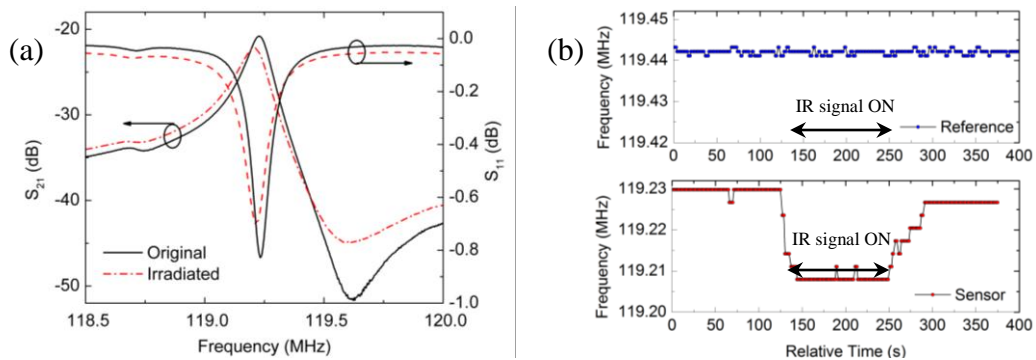 (a)
-20
-30
-40
-50
S21 (dB)
0.0
-0.2
-0.4
-0.6
-0.8
-1.0
S11 (dB)
Original
Irradiated
118.5 119.0 119.5 120.0
Frequency (MHz)
(b)
119.45
119.44
119.43
119.42
Frequency (MHz)
IR signal ON
Reference
0 50 100 150 200 250 300 350 400
119.23
119.22
119.21
119.20
Frequency (MHz)
IR signal ON
Sensor
0 50 100 150 200 250 300 350 400
Relative Time (s)